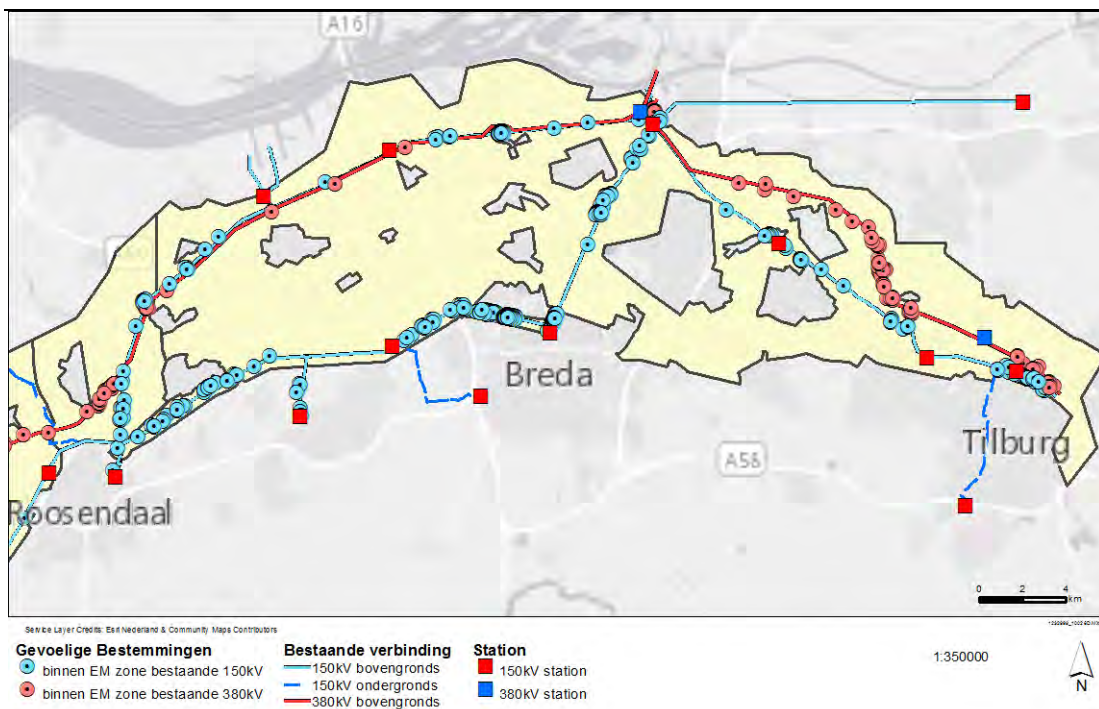 A16
Breda
Tilburg
A58
Roosendaal
0 2 4
km
Service Layer Credits: Esri Nederland & Community Maps Contributors
Gevoelige Bestemmingen
binnen EM zone bestaande 150kV
binnen EM zone bestaande 380kV
Bestaande verbinding
150kV bovengronds
150kV ondergronds
380kV bovengronds
Station
150kV station
380kV station
1:350000
N